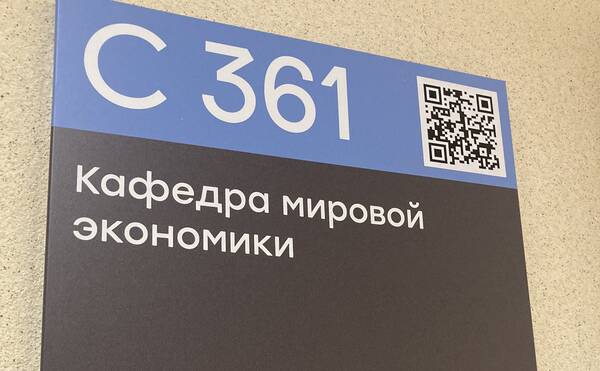 С 361
Кафедра мировой
экономики